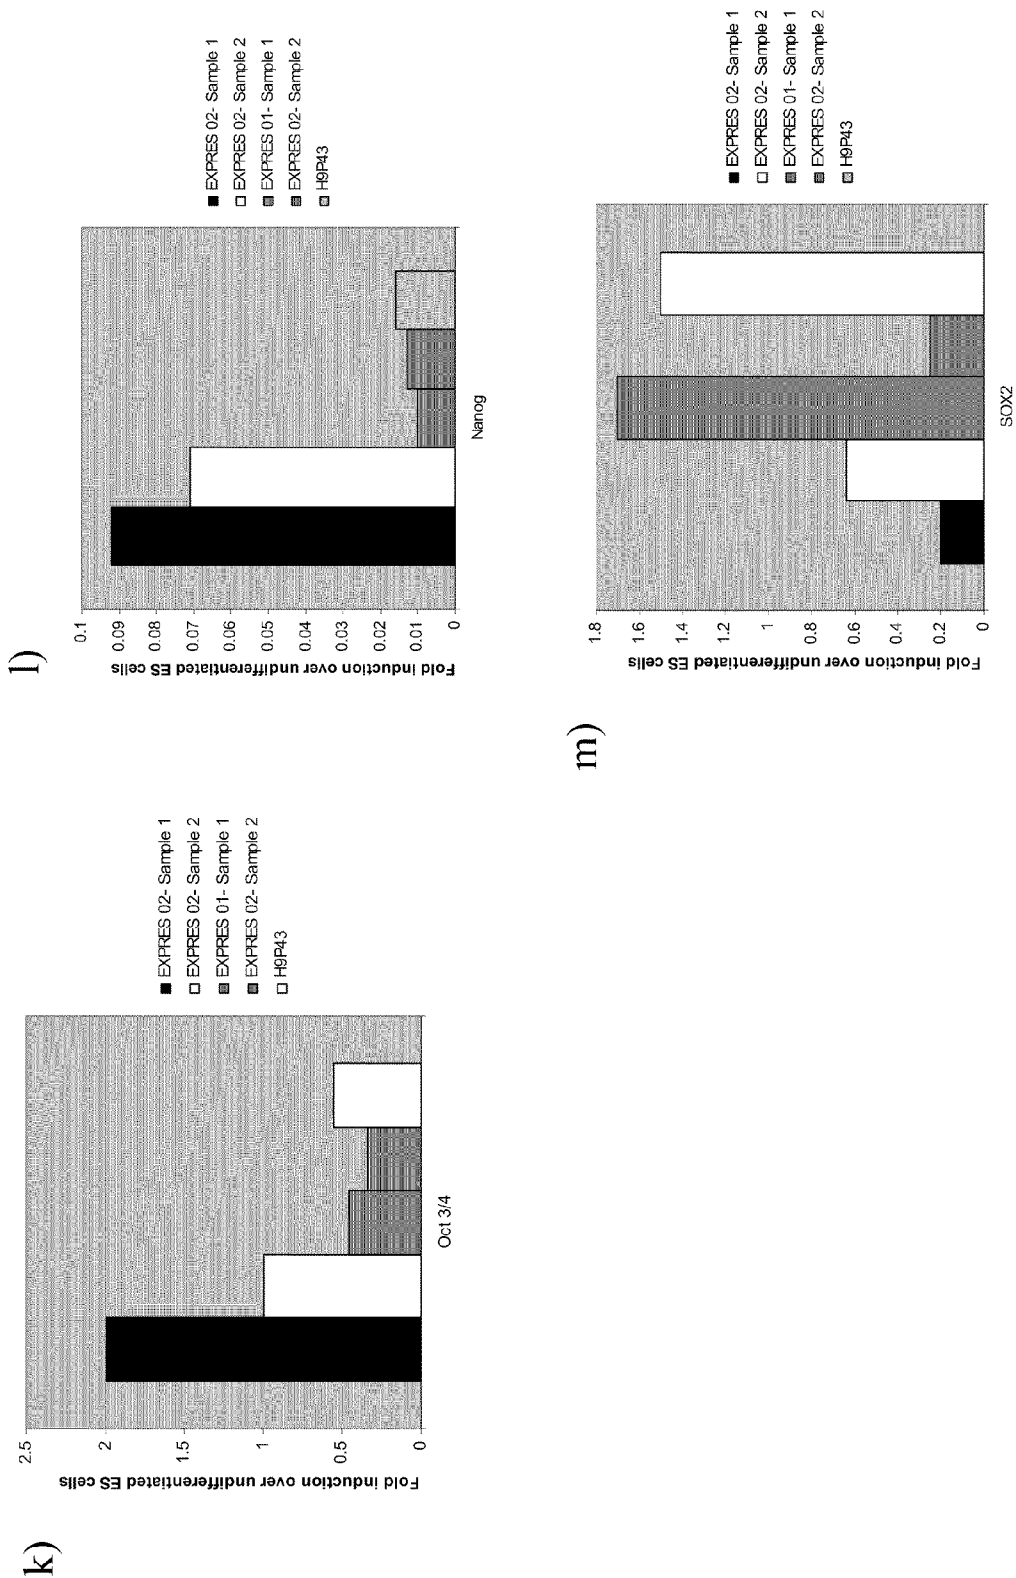 k)
Fold induction over undifferentiated ES cells
2.5
2
1.5
1
0.5
0
Oct 3/4
EXPRES 02- Sample 1
EXPRES 02- Sample 2
EXPRES 01- Sample 1
EXPRES 02- Sample 2
H9P43
l)
Fold induction over undifferentiated ES cells
0.1
0.09
0.08
0.07
0.06
0.05
0.04
0.03
0.02
0.01
0
Nanog
EXPRES 02- Sample 1
EXPRES 02- Sample 2
EXPRES 01- Sample 1
EXPRES 02- Sample 2
H9P43
m)
Fold induction over undifferentiated ES cells
1.8
1.6
1.4
1.2
1
0.8
0.6
0.4
0.2
0
SOX2
EXPRES 02- Sample 1
EXPRES 02- Sample 2
EXPRES 01- Sample 1
EXPRES 02- Sample 2
H9P43